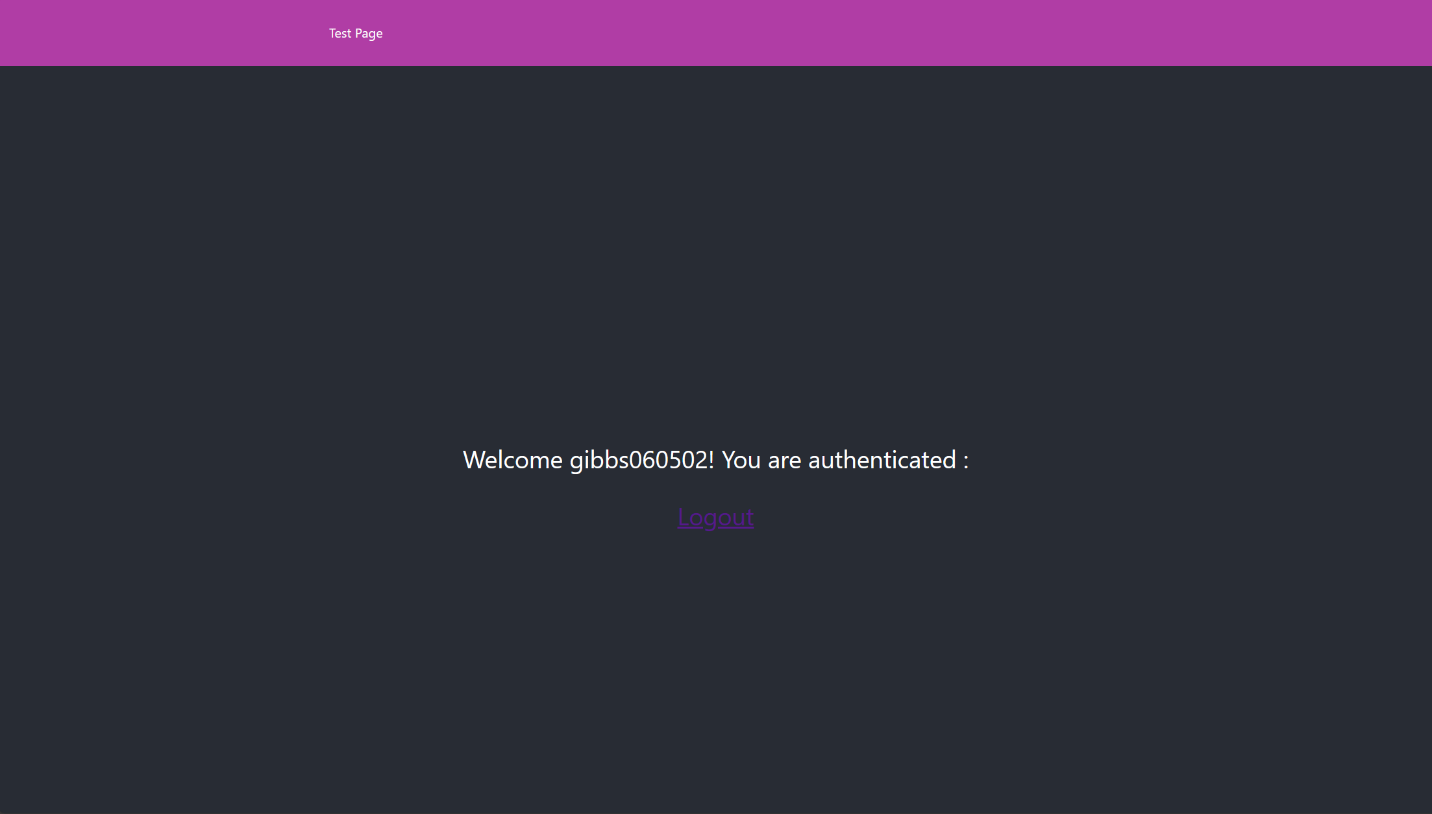 Test Page
Welcome gibbs060502! You are authenticated :
Logout